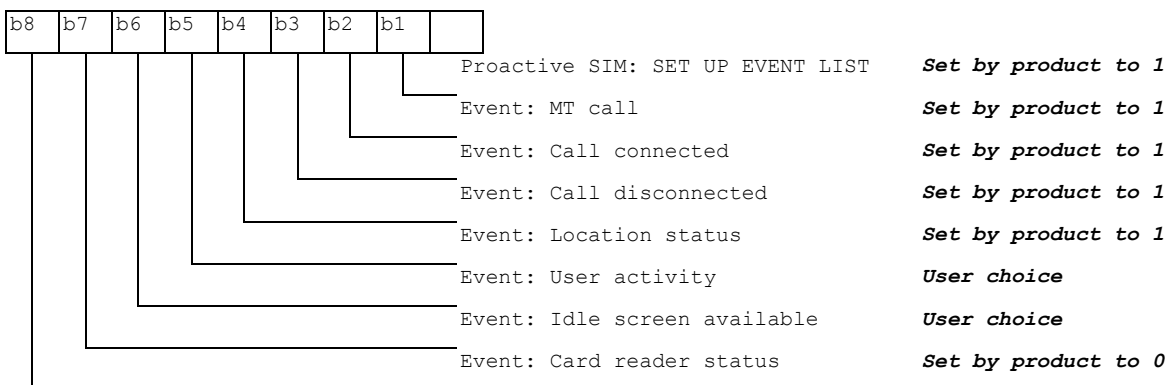 b8 b7 b6 b5 b4 b3 b2 b1
Proactive SIM: SET UP EVENT LIST Set by product to 1
Event: MT call Set by product to 1
Event: Call connected Set by product to 1
Event: Call disconnected Set by product to 1
Event: Location status Set by product to 1
Event: User activity User choice
Event: Idle screen available User choice
Event: Card reader status Set by product to 0